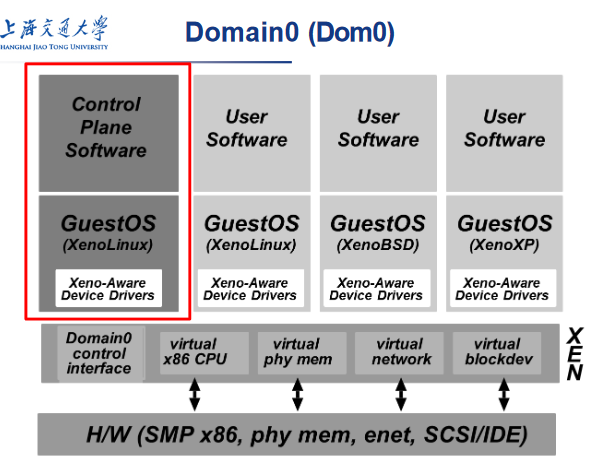 上海交通大学
SHANGHAI JIAO TONG UNIVERSITY
Domain0 (Dom0)
Control
Plane
Software
User
Software
User
Software
User
Software
GuestOS
(XenoLinux)
Xeno-Aware
Device Drivers
GuestOS
(XenoLinux)
Xeno-Aware
Device Drivers
GuestOS
(XenoBSD)
Xeno-Aware
Device Drivers
GuestOS
(XenoXP)
Xeno-Aware
Device Drivers
Domain0
control
interface
virtual
x86 CPU
virtual
phy mem
virtual
network
virtual
blockdev
XEN
H/W (SMP x86, phy mem, enet, SCSI/IDE)